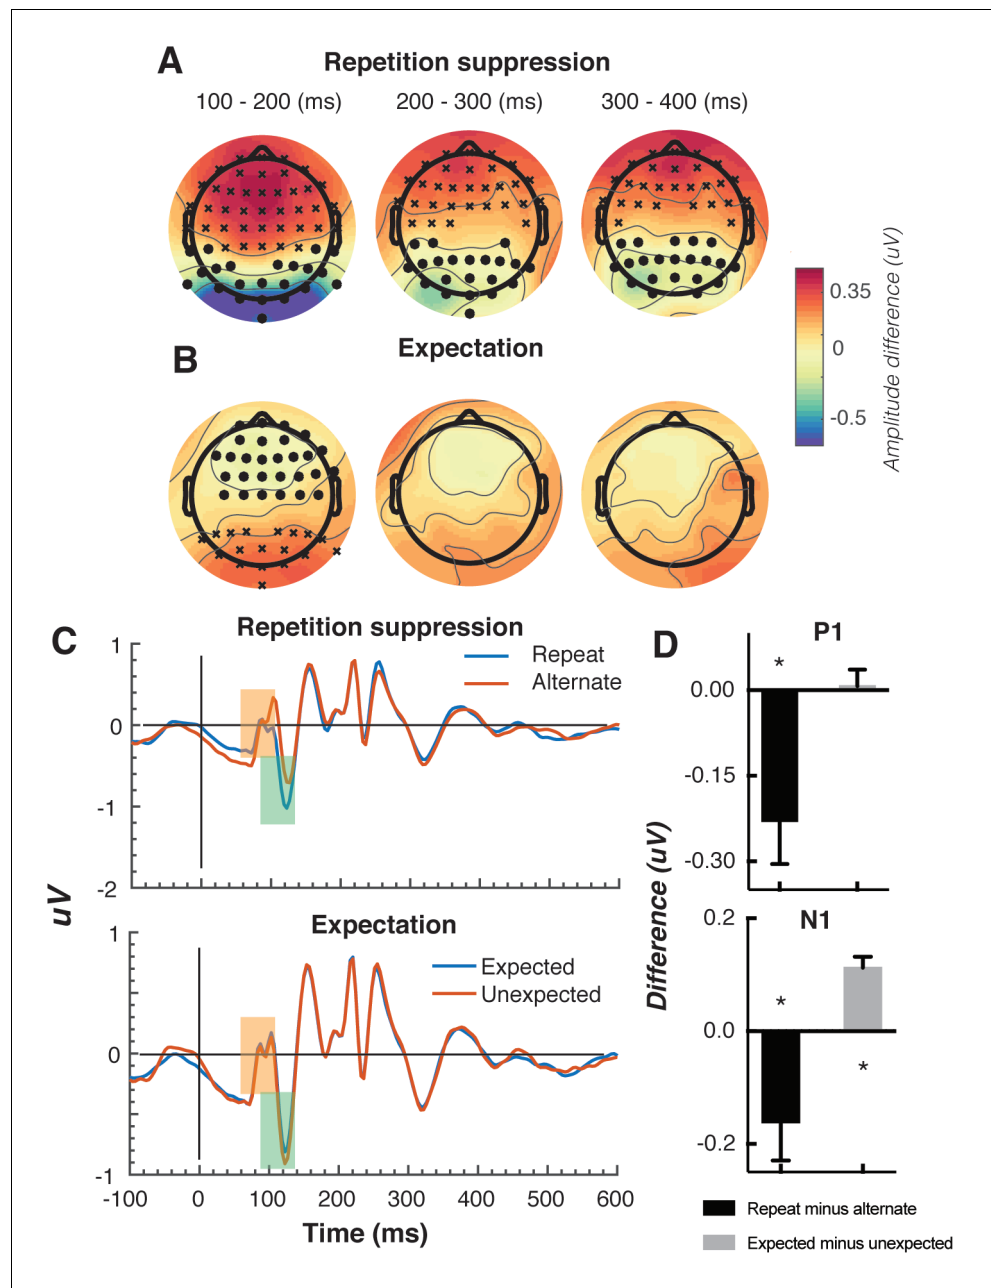 A
Repetition suppression
100 - 200 (ms)
200 - 300 (ms)
300 - 400 (ms)
0.35
0
-0.5
Amplitude difference (uV)
B
Expectation
C
Repetition suppression
Repeat
Alternate
1
0
-1
-2
uV
Expectation
Expected
Unexpected
1
0
-1
-100
0
100
200
300
400
500
600
Time (ms)
D
P1
*
0.00
-0.15
-0.30
Difference (uV)
N1
0.2
0.0
-0.2
*
*
Repeat minus alternate
Expected minus unexpected